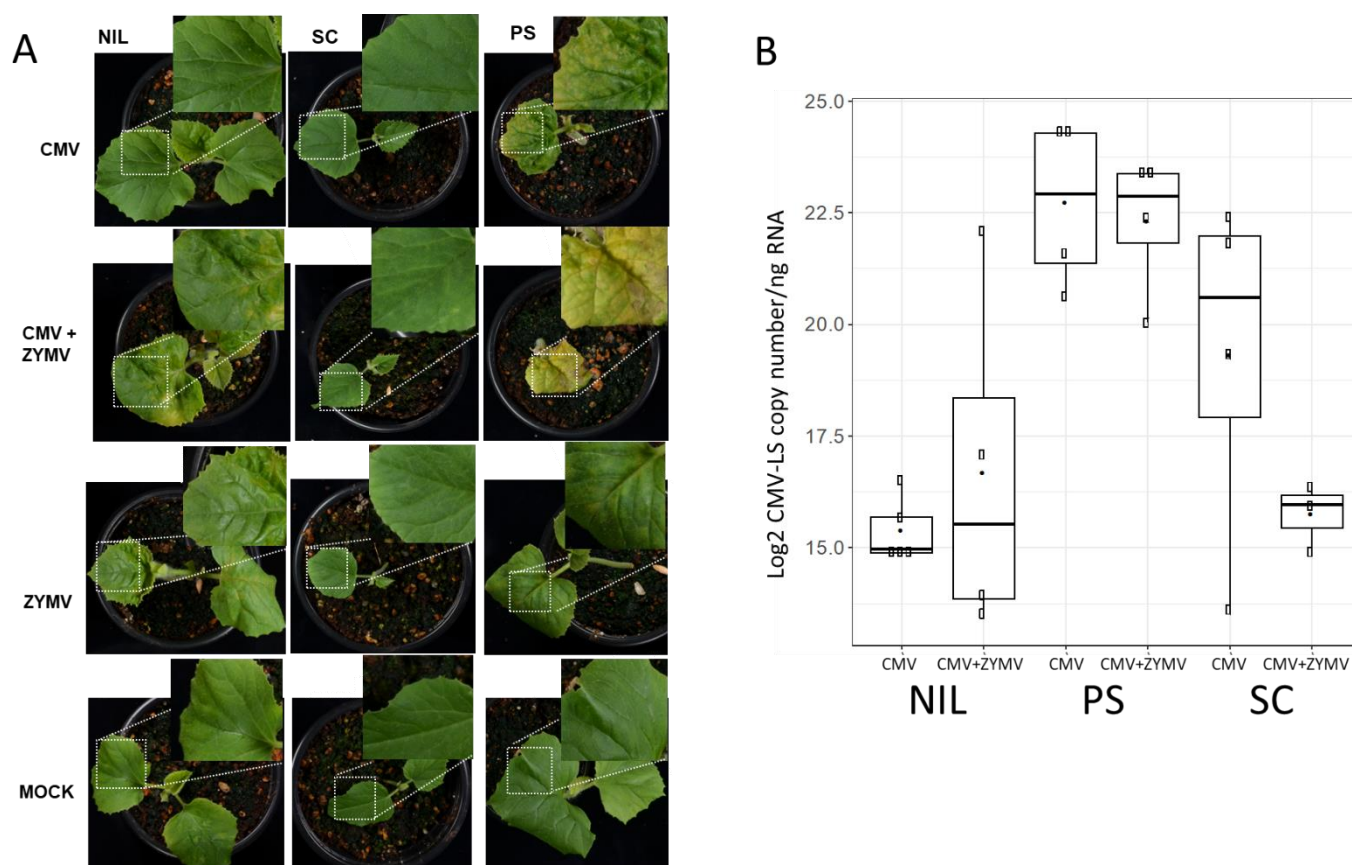 A
NIL
SC
PS
CMV
CMV +
ZYMV
ZYMV
MOCK
B
Log2 CMV-LS copy number/ng RNA
25.0
22.5
20.0
17.5
15.0
CMV
CMV+ZYMV
CMV
CMV+ZYMV
CMV
CMV+ZYMV
NIL
PS
SC